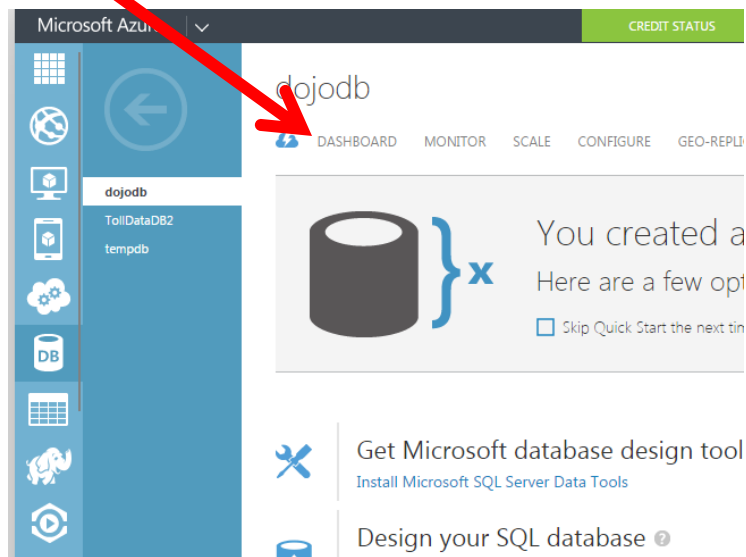 Microsoft Azure
CREDIT STATUS
dojodb
DASHBOARD MONITOR SCALE CONFIGURE GEO-REPLI
dojodb
TollDataDB2
tempdb
You created a
Here are a few opt
Skip Quick Start the next tim
x
DB
Get Microsoft database design tool
Install Microsoft SQL Server Data Tools
Design your SQL database